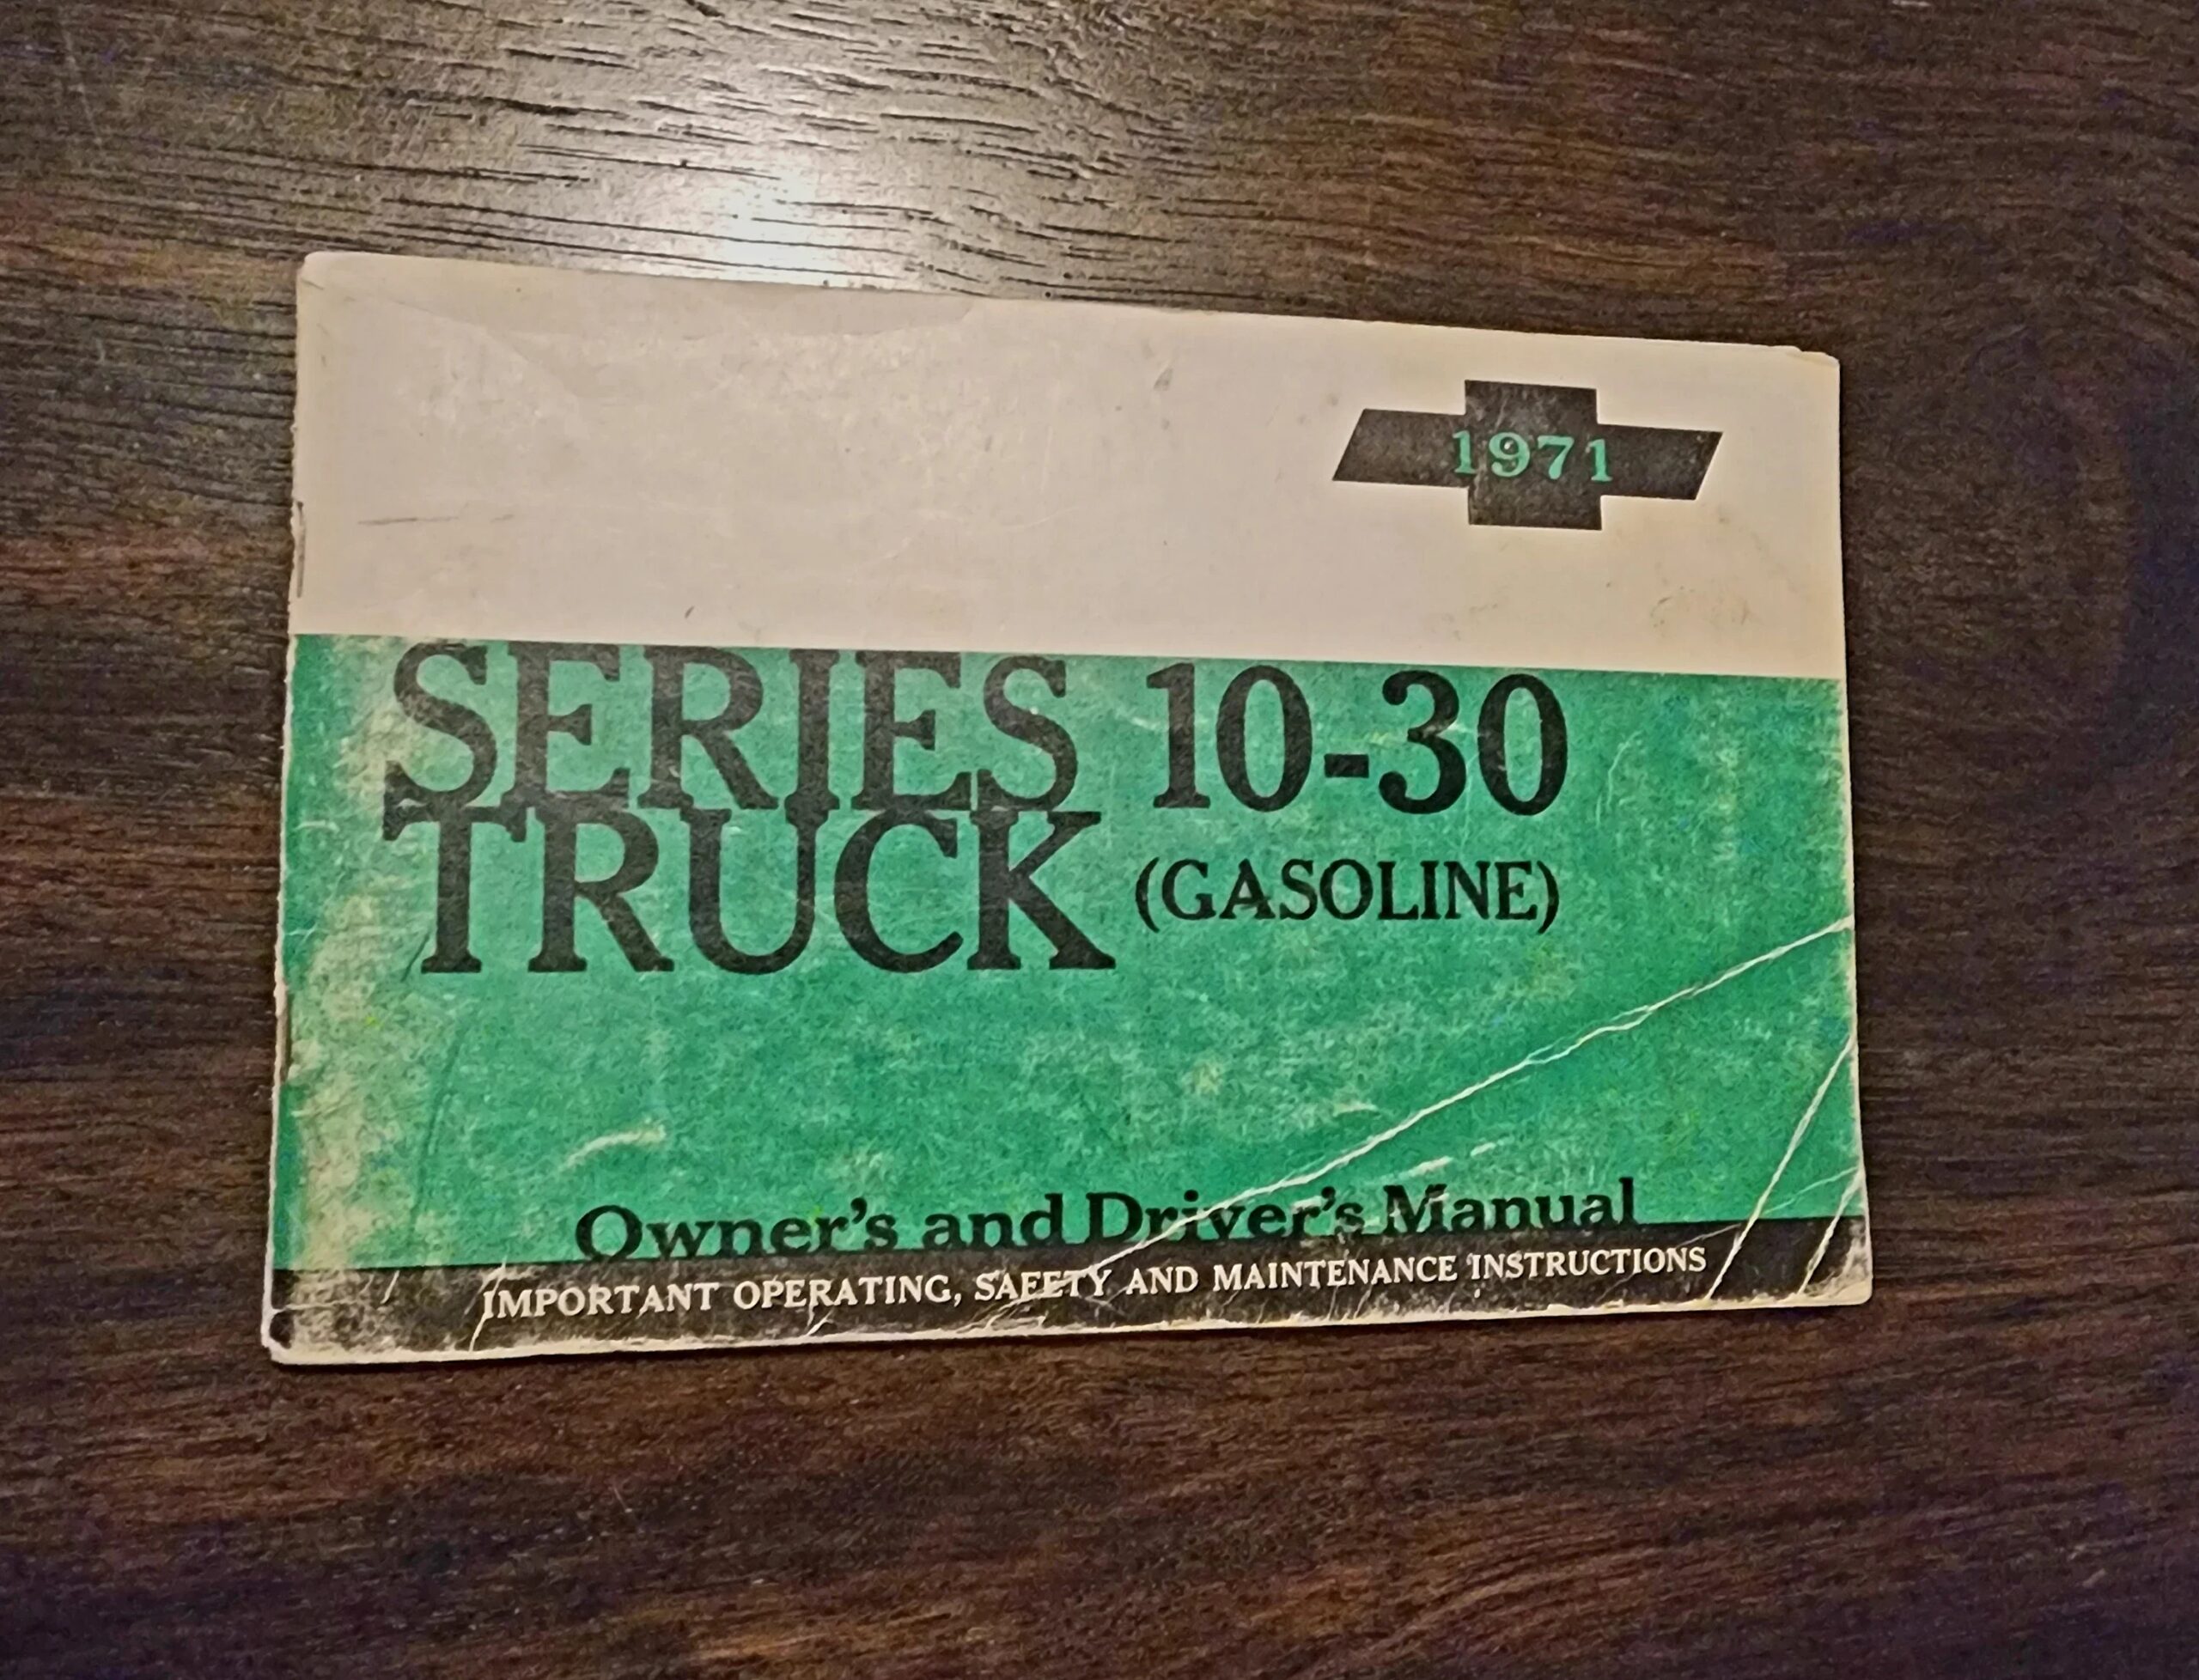 1971
SERIES 10-30
TRUCK (GASOLINE)
Owner's and Driver's Manual
IMPORTANT OPERATING, SAFETY AND MAINTENANCE INSTRUCTIONS